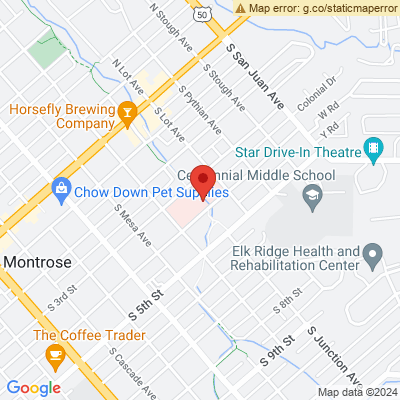 Map error: g.co/staticmaperror
50
N Stough Ave
N Lot Ave
S San Juan Ave
Colonial Dr
S Stough Ave
S Pythian Ave
W Rd
Y Rd
Horsefly Brewing
Company
S Lot Ave
Star Drive-In Theatre
Centennial Middle School
Chow Down Pet Supplies
S Mesa Ave
Elk Ridge Health and
Rehabilitation Center
Montrose
S 3rd St
S 5th St
S 8th St
The Coffee Trader
S 9th St
S Junction Ave
S Cascade Ave
Google
Map data ©2024